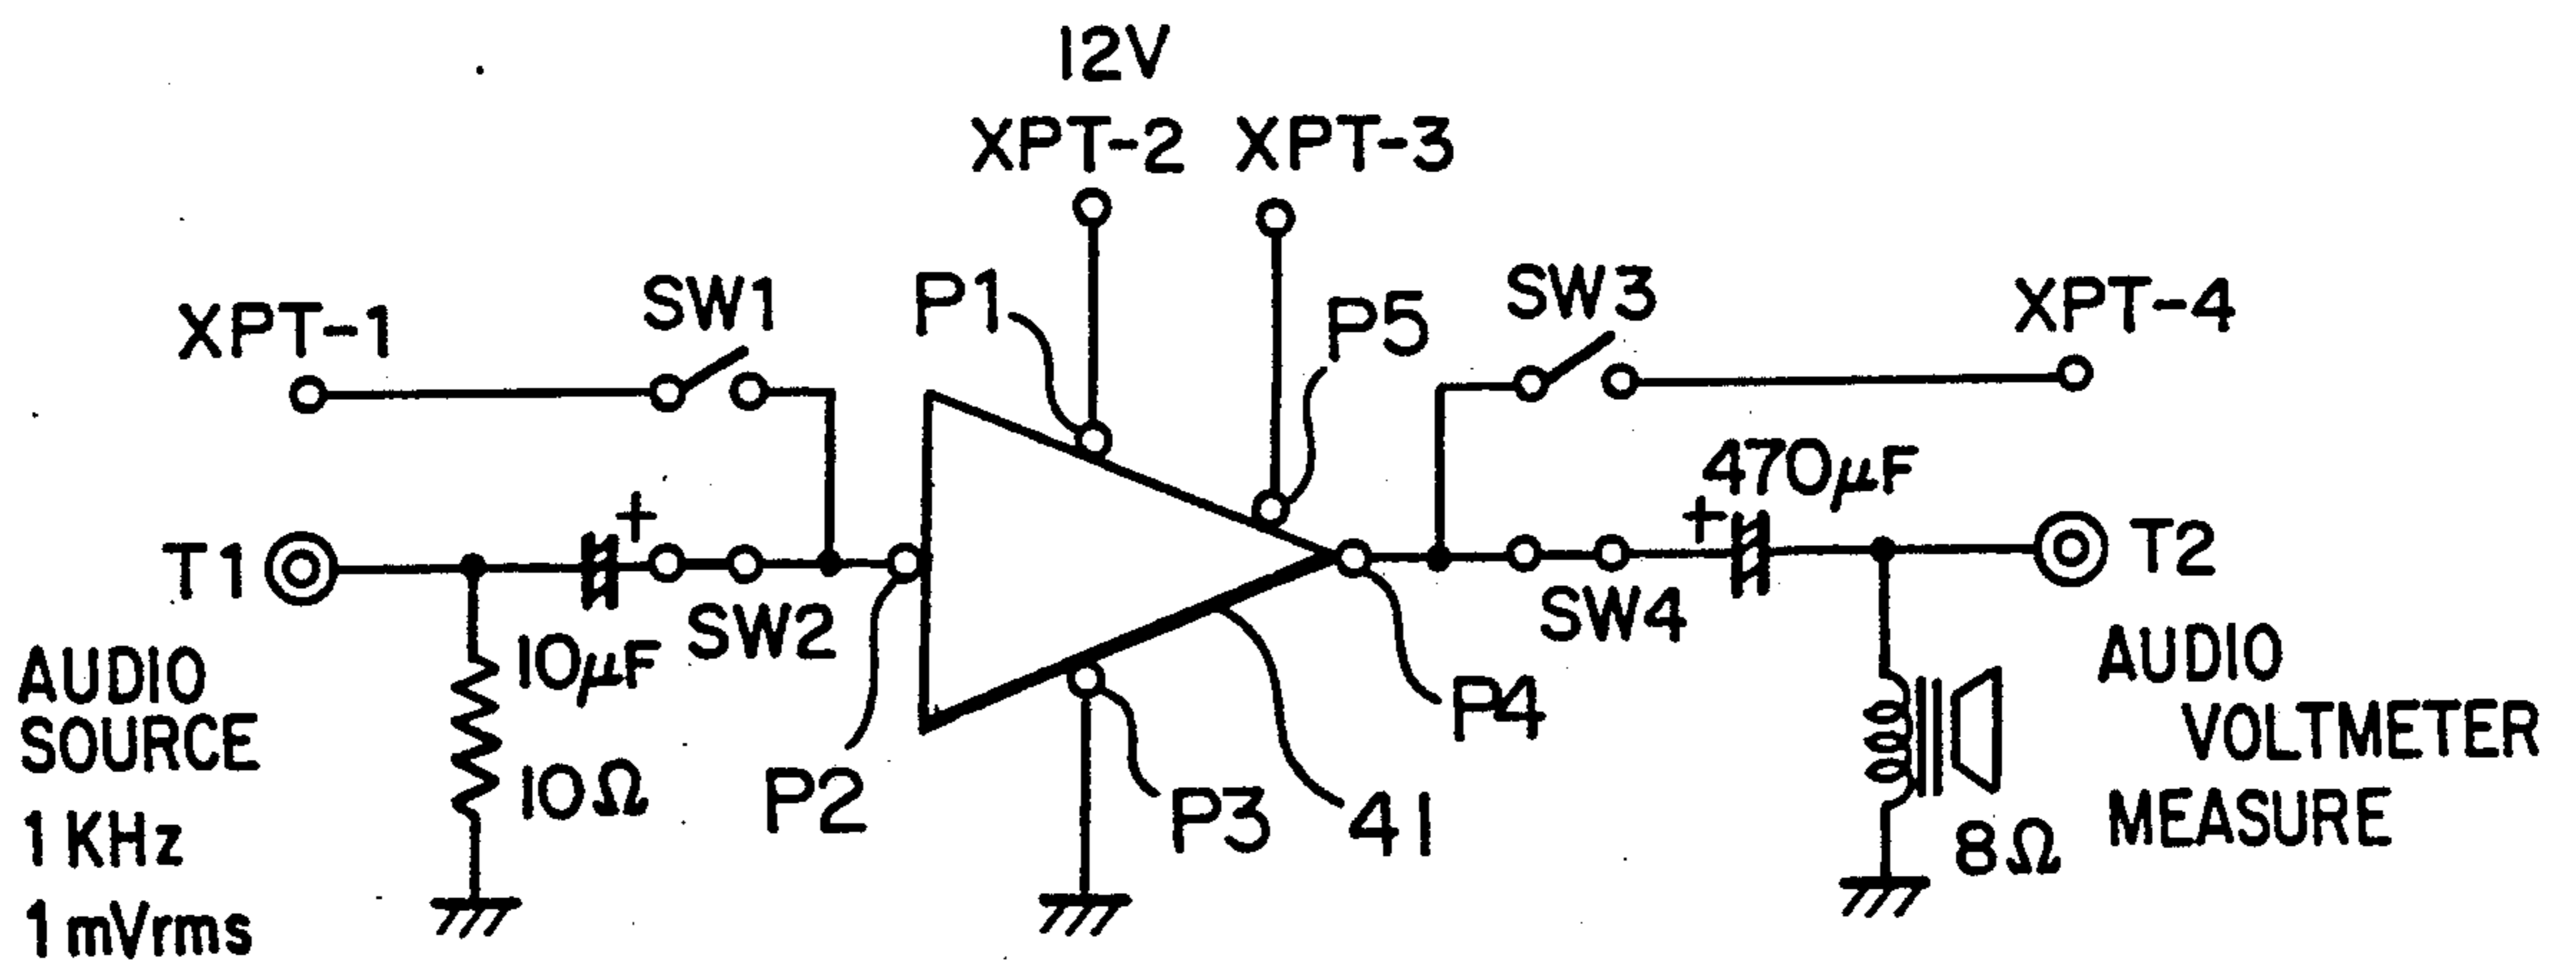 12V
XPT-2 XPT-3
XPT-1
SW1
P1
P5
SW3
XPT-4
T1
+
SW2
470µF
+
SW4
T2
AUDIO
SOURCE
1 KHz
1 mVrms
10µF
10Ω
P2
P3
41
P4
8Ω
AUDIO
VOLTMETER
MEASURE